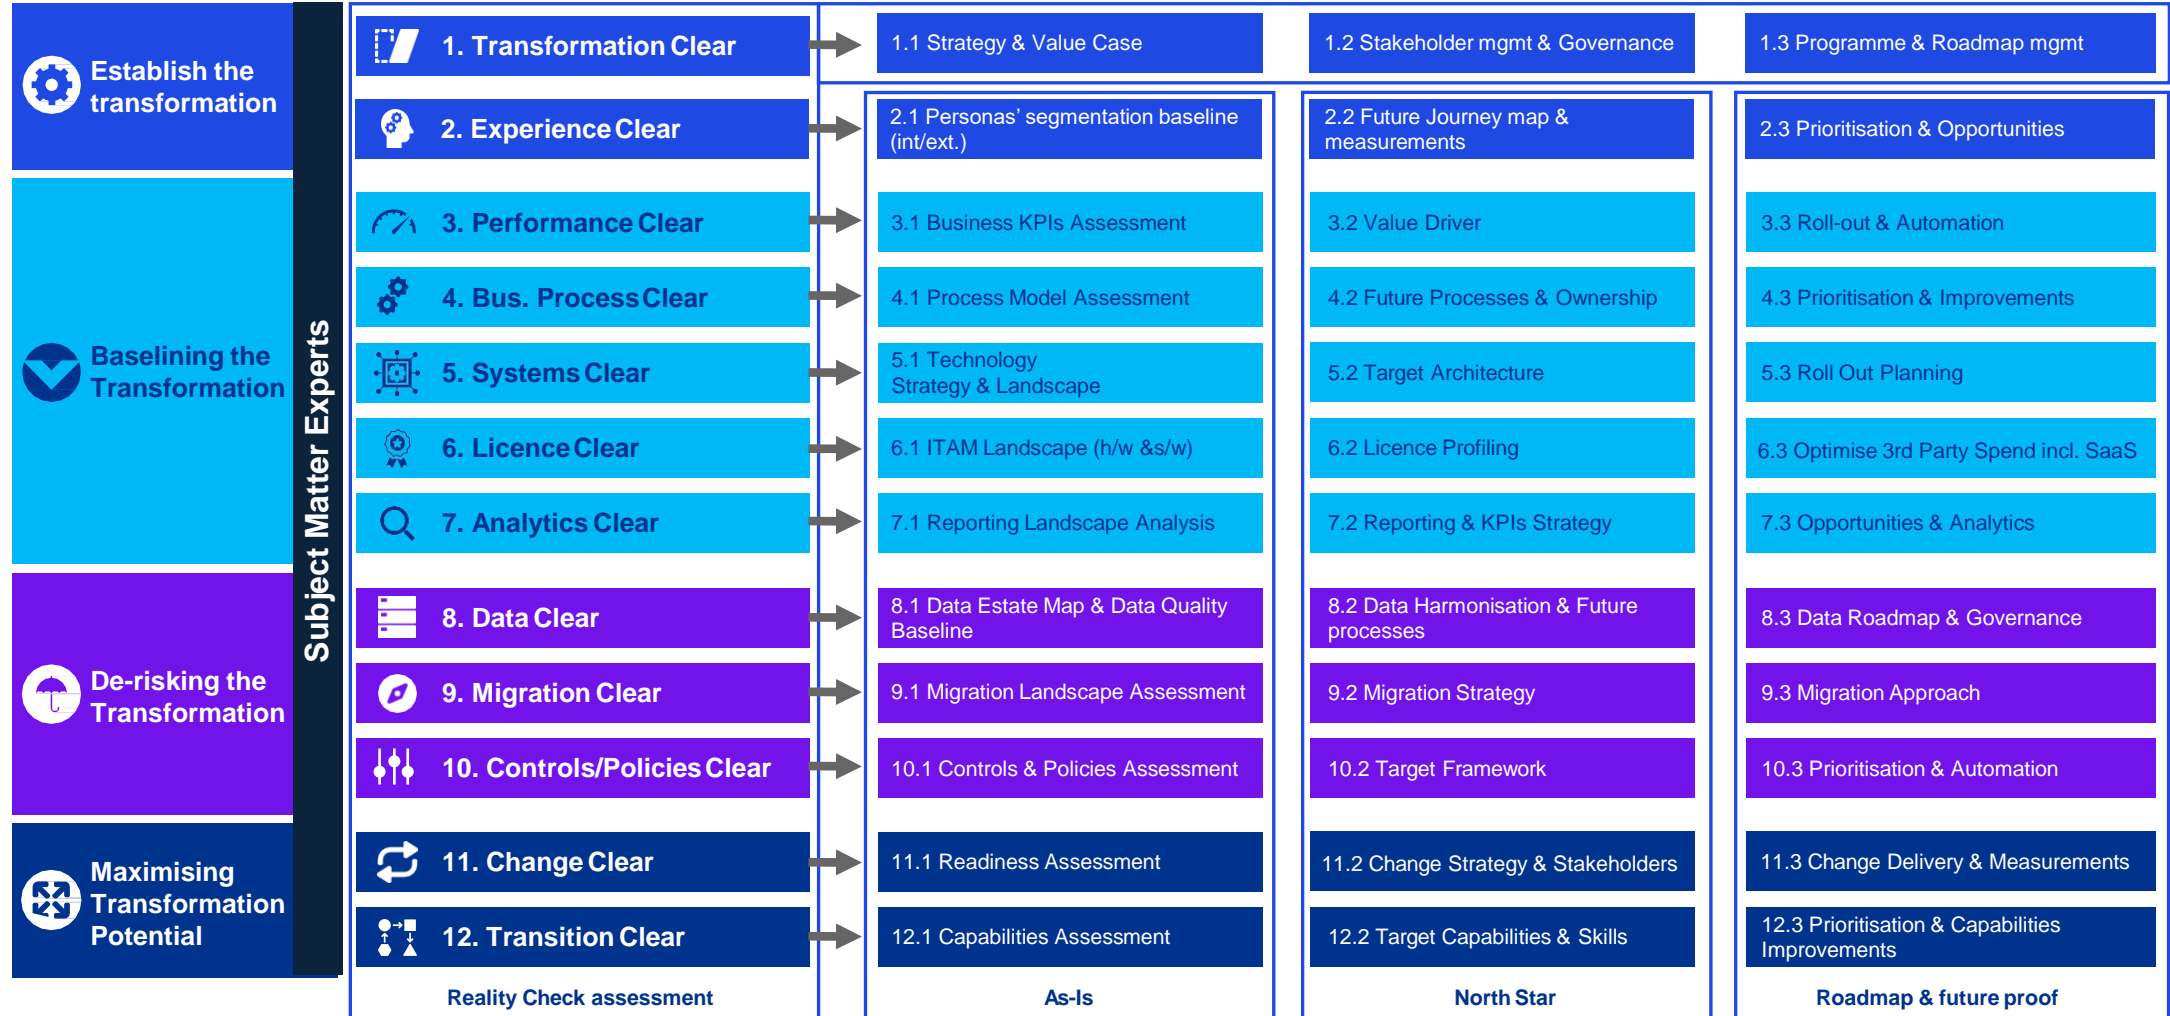 Establish the
transformation
Baselining the
Transformation
De-risking the
Transformation
Maximising
Transformation
Potential
Subject Matter Experts
1. Transformation Clear
1.1 Strategy & Value Case
1.2 Stakeholder mgmt & Governance
1.3 Programme & Roadmap mgmt
2. Experience Clear
2.1 Personas’ segmentation baseline
(int/ext.)
2.2 Future Journey map &
measurements
2.3 Prioritisation & Opportunities
3. Performance Clear
3.1 Business KPIs Assessment
3.2 Value Driver
3.3 Roll-out & Automation
4. Bus. Process Clear
4.1 Process Model Assessment
4.2 Future Processes & Ownership
4.3 Prioritisation & Improvements
5. Systems Clear
5.1 Technology
Strategy & Landscape
5.2 Target Architecture
5.3 Roll Out Planning
6. Licence Clear
6.1 ITAM Landscape (h/w &s/w)
6.2 Licence Profiling
6.3 Optimise 3rd Party Spend incl. SaaS
7. Analytics Clear
7.1 Reporting Landscape Analysis
7.2 Reporting & KPIs Strategy
7.3 Opportunities & Analytics
8. Data Clear
8.1 Data Estate Map & Data Quality
Baseline
8.2 Data Harmonisation & Future
processes
8.3 Data Roadmap & Governance
9. Migration Clear
9.1 Migration Landscape Assessment
9.2 Migration Strategy
9.3 Migration Approach
10. Controls/Policies Clear
10.1 Controls & Policies Assessment
10.2 Target Framework
10.3 Prioritisation & Automation
11. Change Clear
11.1 Readiness Assessment
11.2 Change Strategy & Stakeholders
11.3 Change Delivery & Measurements
12. Transition Clear
12.1 Capabilities Assessment
12.2 Target Capabilities & Skills
12.3 Prioritisation & Capabilities
Improvements
Reality Check assessment
As-Is
North Star
Roadmap & future proof